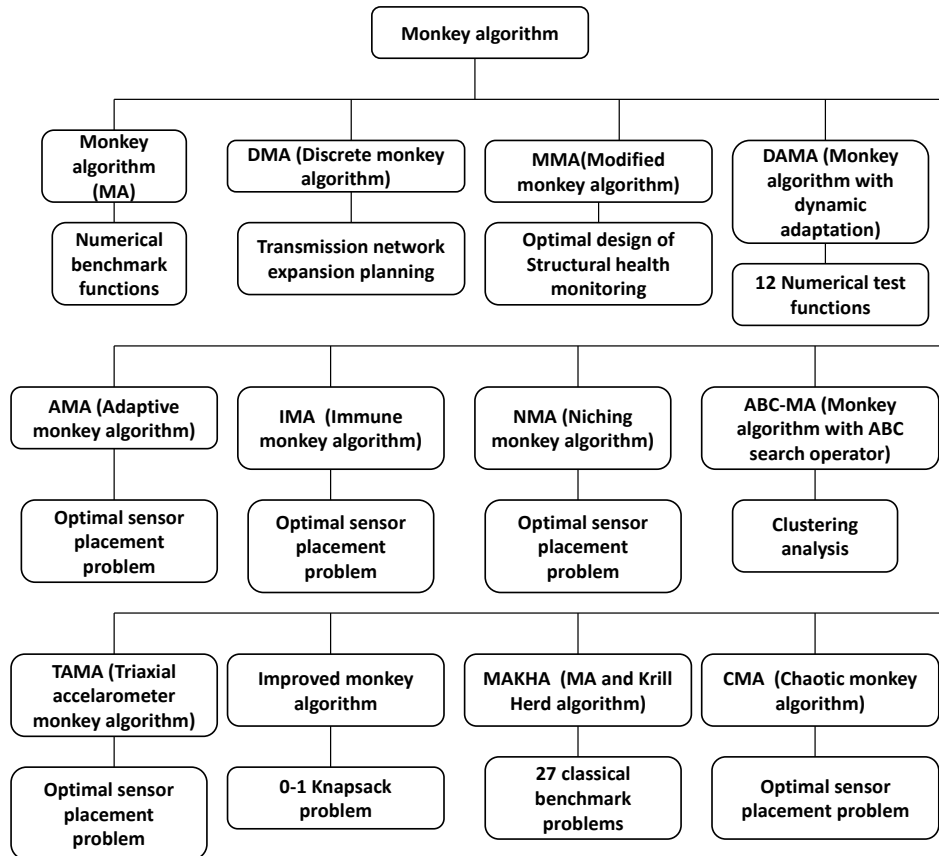 Monkey algorithm
Monkey
algorithm
(MA)
DMA (Discrete monkey
algorithm)
MMA(Modified
monkey algorithm)
DAMA (Monkey
algorithm with
dynamic
adaptation)
Numerical
benchmark
functions
Transmission network
expansion planning
Optimal design of
Structural health
monitoring
12 Numerical test
functions
AMA (Adaptive
monkey algorithm)
IMA (Immune
monkey algorithm)
NMA (Niching
monkey algorithm)
ABC-MA (Monkey
algorithm with ABC
search operator)
Optimal sensor
placement
problem
Optimal sensor
placement
problem
Optimal sensor
placement
problem
Clustering
analysis
TAMA (Triaxial
accelarometer
monkey algorithm)
Improved monkey
algorithm
MAKHA (MA and Krill
Herd algorithm)
CMA (Chaotic monkey
algorithm)
Optimal sensor
placement
problem
0-1 Knapsack
problem
27 classical
benchmark
problems
Optimal sensor
placement problem